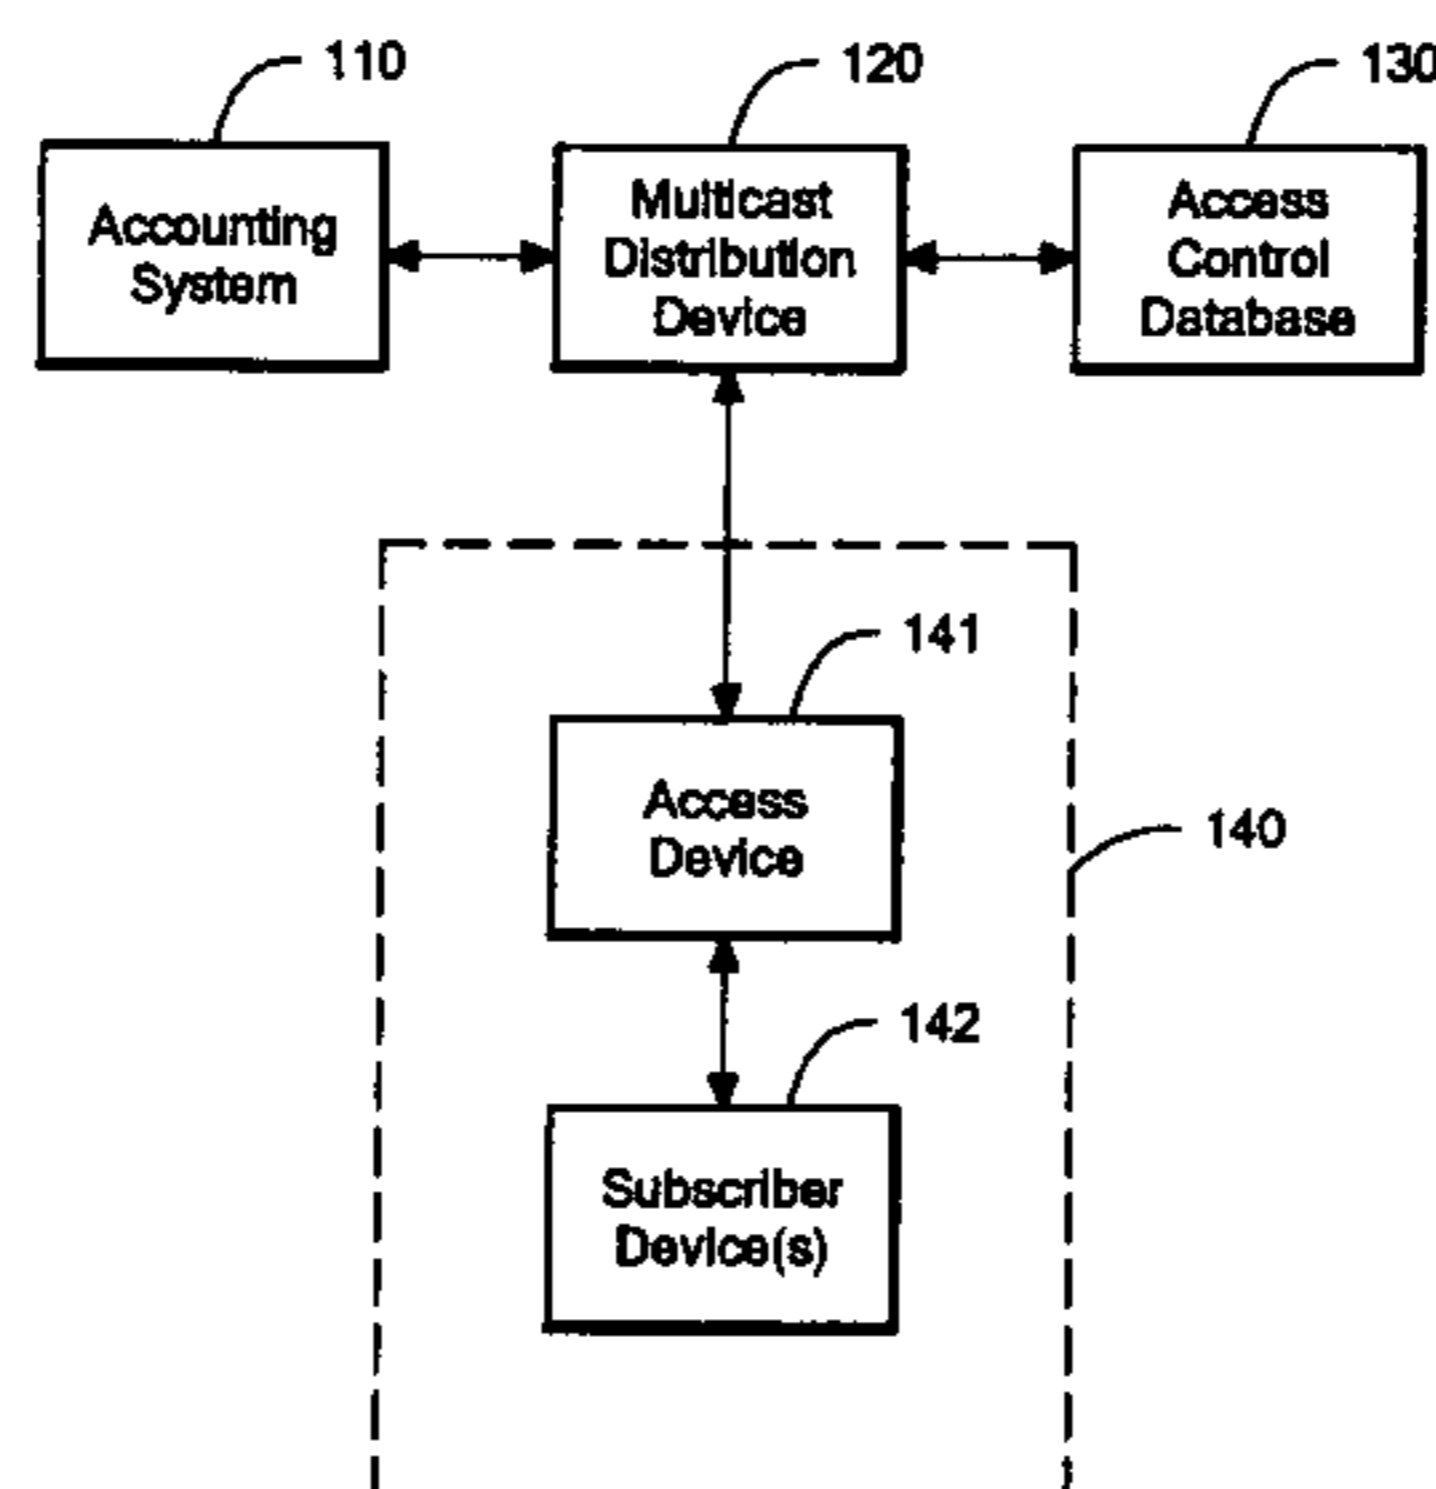 110
120
130
Accounting
System
Multicast
Distribution
Device
Access
Control
Database
141
Access
Device
140
142
Subscriber
Device(s)